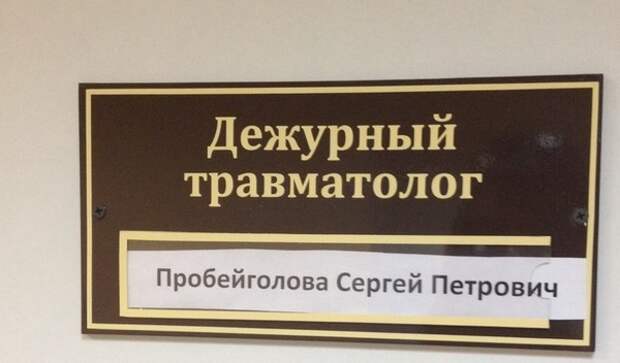 Дежурный
травматолог
Пробейголова Сергей Петрович